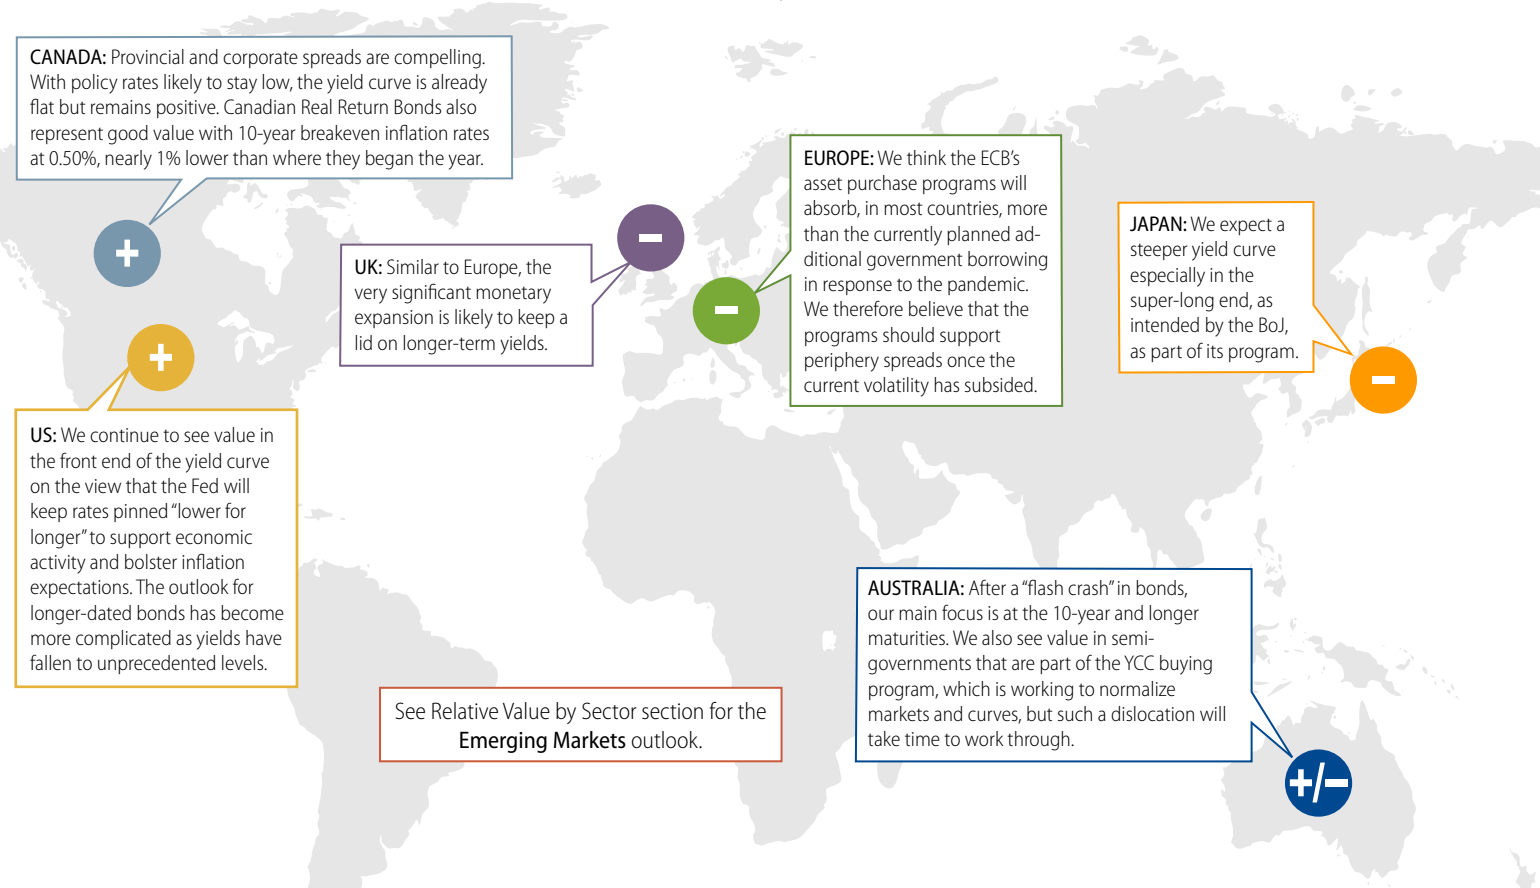 CANADA: Provincial and corporate spreads are compelling.
With policy rates likely to stay low, the yield curve is already
flat but remains positive. Canadian Real Return Bonds also
represent good value with 10-year breakeven inflation rates
at 0.50%, nearly 1% lower than where they began the year.
+
UK: Similar to Europe, the
very significant monetary
expansion is likely to keep a
lid on longer-term yields.
–
EUROPE: We think the ECB’s
asset purchase programs will
absorb, in most countries, more
than the currently planned ad-
ditional government borrowing
in response to the pandemic.
We therefore believe that the
programs should support
periphery spreads once the
current volatility has subsided.
–
JAPAN: We expect a
steeper yield curve
especially in the
super-long end, as
intended by the BoJ,
as part of its program.
–
+
US: We continue to see value in
the front end of the yield curve
on the view that the Fed will
keep rates pinned “lower for
longer” to support economic
activity and bolster inflation
expectations. The outlook for
longer-dated bonds has become
more complicated as yields have
fallen to unprecedented levels.
See Relative Value by Sector section for the
Emerging Markets outlook.
AUSTRALIA: After a “flash crash” in bonds,
our main focus is at the 10-year and longer
maturities. We also see value in semi-
governments that are part of the YCC buying
program, which is working to normalize
markets and curves, but such a dislocation will
take time to work through.
+/–